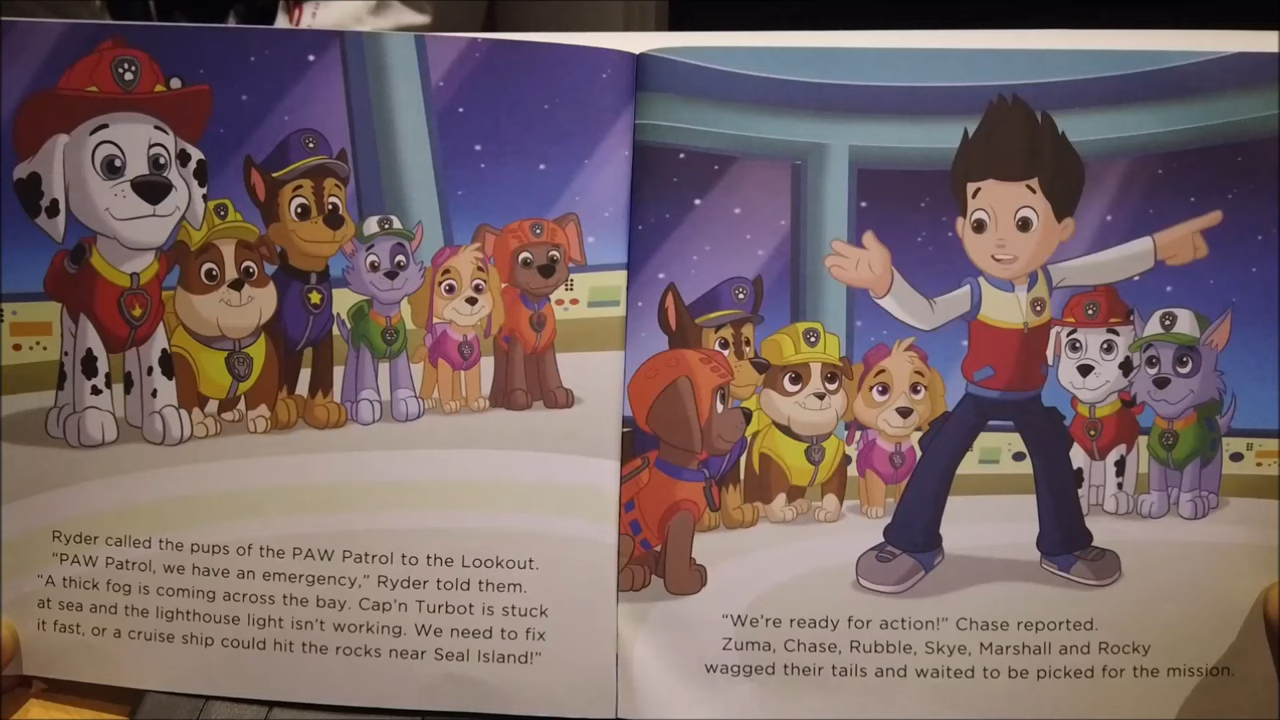 Ryder called the pups of the PAW Patrol to the Lookout.
"PAW Patrol, we have an emergency," Ryder told them.
"A thick fog is coming across the bay. Cap'n Turbot is stuck
at sea and the lighthouse light isn't working. We need to fix
it fast, or a cruise ship could hit the rocks near Seal Island!"
"We're ready for action!" Chase reported.
Zuma, Chase, Rubble, Skye, Marshall and Rocky
wagged their tails and waited to be picked for the mission.